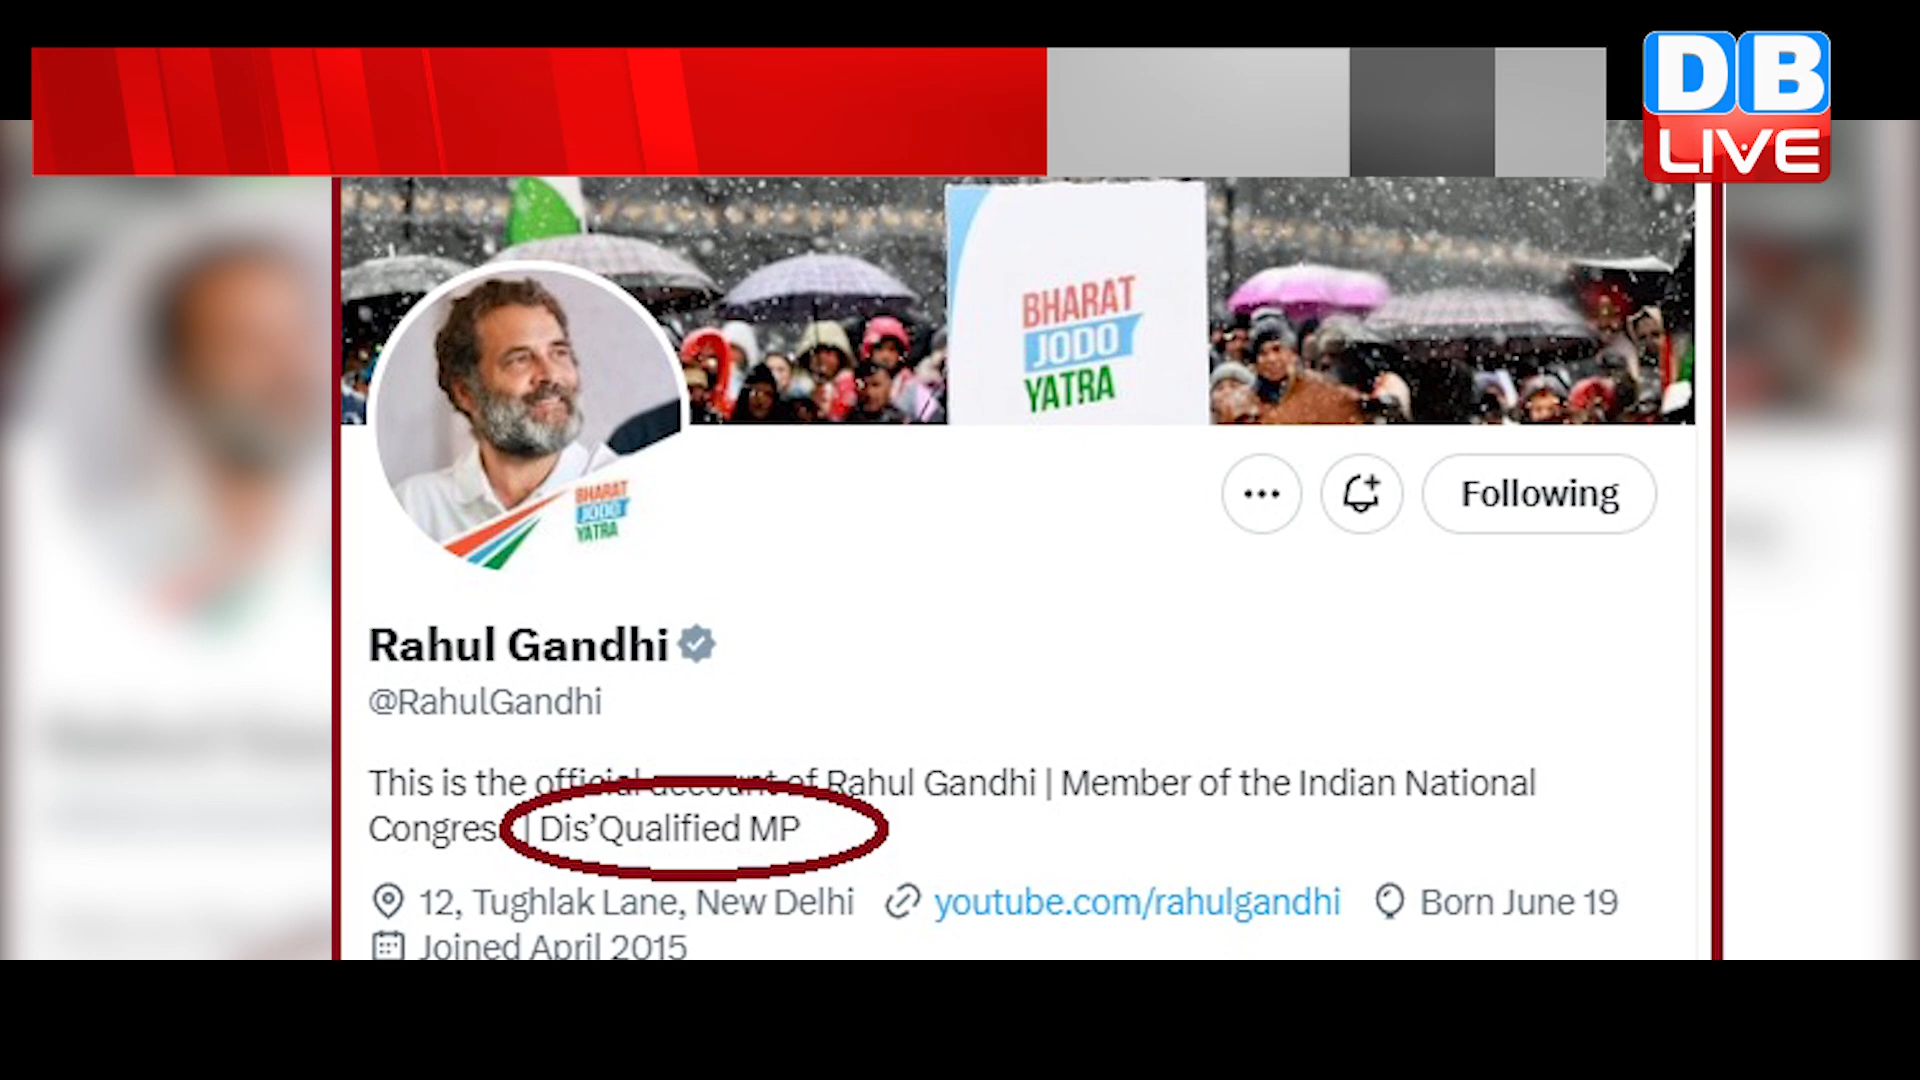 DB
LIVE
BHARAT
JODO
YATRA
BHARAT
JODO
YATRA
Following
Rahul Gandhi
@RahulGandhi
This is the official account of Rahul Gandhi | Member of the Indian National
Congress | Dis'Qualified MP
12, Tughlak Lane, New Delhi youtube.com/rahulgandhi Born June 19
Joined April 2015